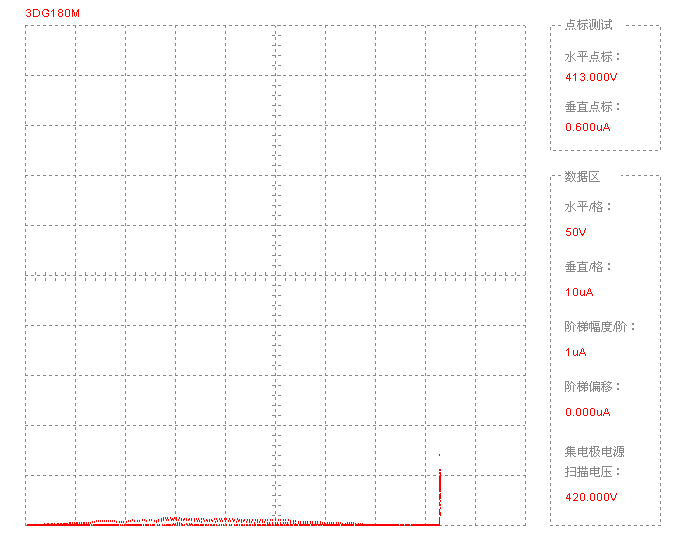 3DG180M
点标测试
水平点标：
413.000V
垂直点标：
0.600uA
数据区
水平/格：
50V
垂直/格：
10uA
阶梯幅度/阶：
1uA
阶梯偏移：
0.000uA
集电极电源
扫描电压：
420.000V